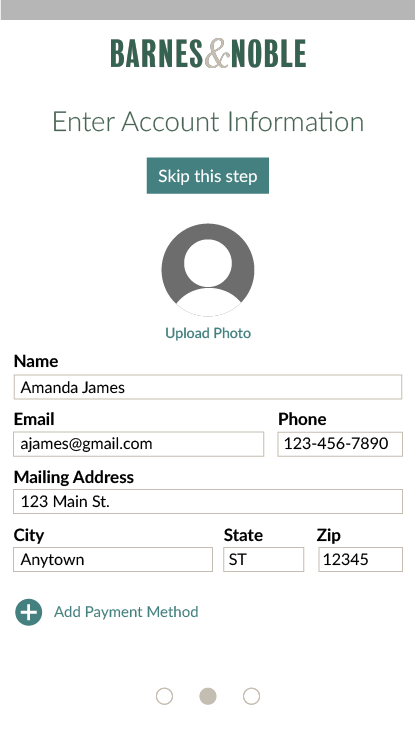 BARNES&NOBLE
Enter Account Information
Skip this step
Upload Photo
Name
Amanda James
Email Phone
ajames@gmail.com 123-456-7890
Mailing Address
123 Main St.
City State Zip
Anytown ST 12345
Add Payment Method